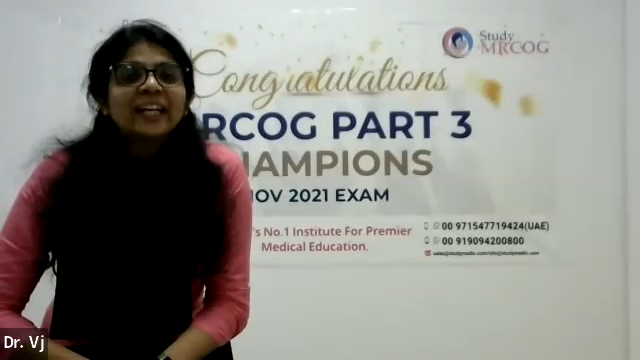 Study
MRCOG
Congratulations
RCOG PART 3
HAMPIONS
NOV 2021 EXAM
's No.1 Institute For Premier
Medical Education.
00 971547719424(UAE)
00 919094200800
Dr. Vj